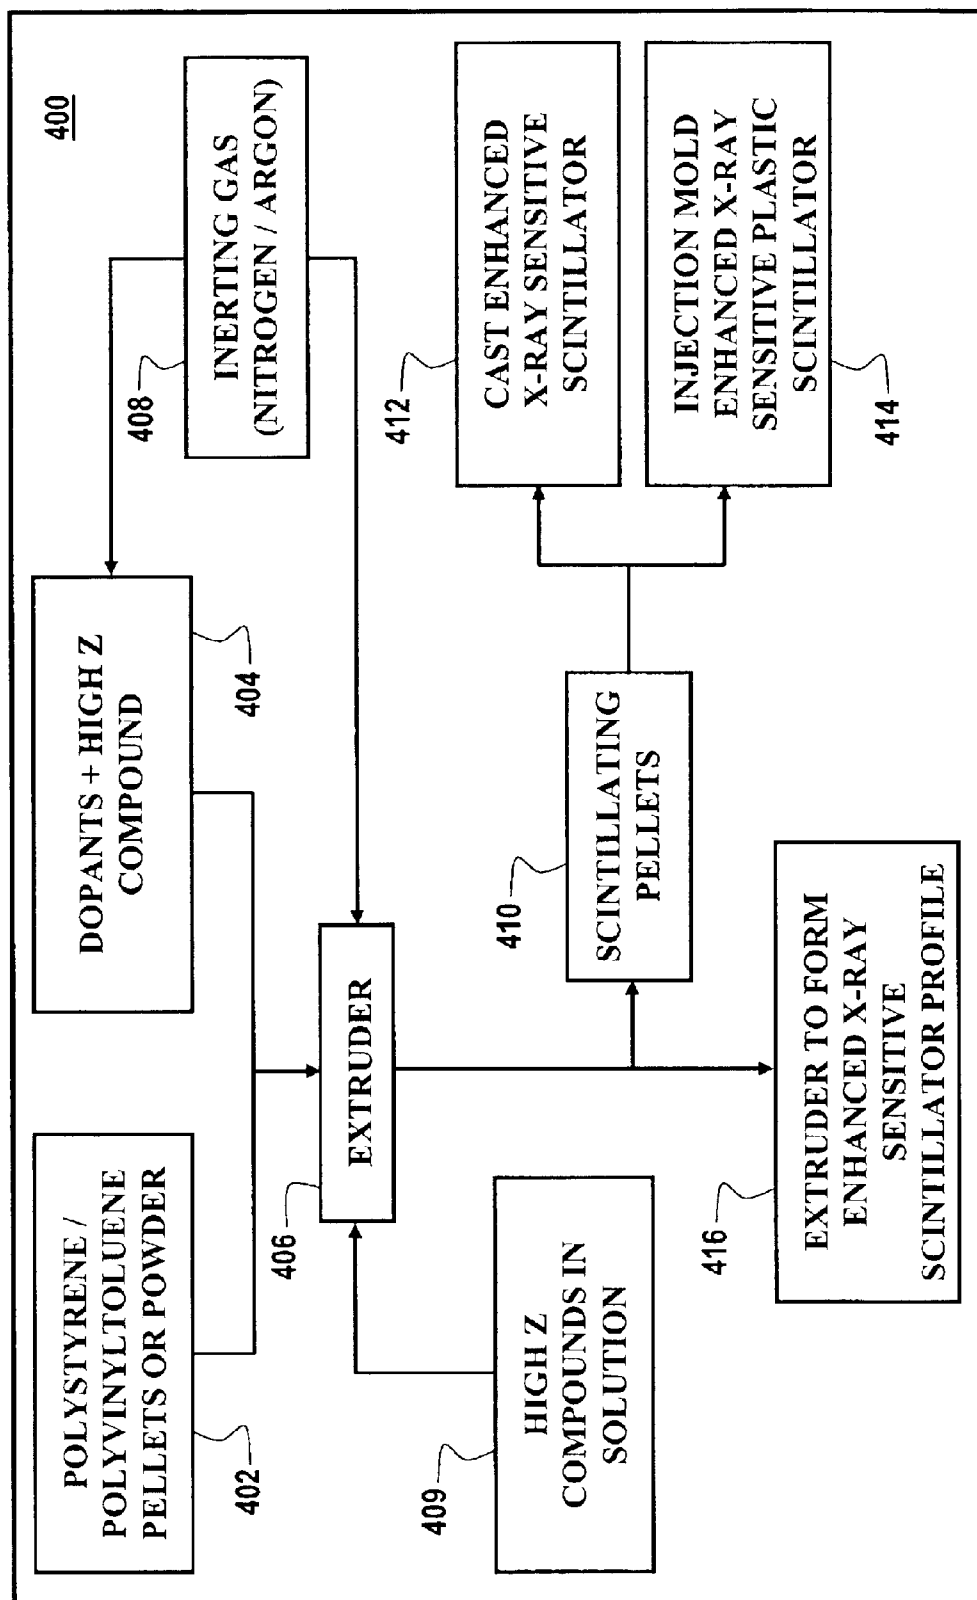 400
POLYSTYRENE /
POLYVINYLTOLUENE
PELLETS OR POWDER
402
DOPANTS + HIGH Z
COMPOUND
404
INERTING GAS
(NITROGEN / ARGON)
408
406
EXTRUDER
HIGH Z
COMPOUNDS IN
SOLUTION
409
410
SCINTILLATING
PELLETS
412
CAST ENHANCED
X-RAY SENSITIVE
SCINTILLATOR
INJECTION MOLD
ENHANCED X-RAY
SENSITIVE PLASTIC
SCINTILLATOR
414
416
EXTRUDER TO FORM
ENHANCED X-RAY
SENSITIVE
SCINTILLATOR PROFILE